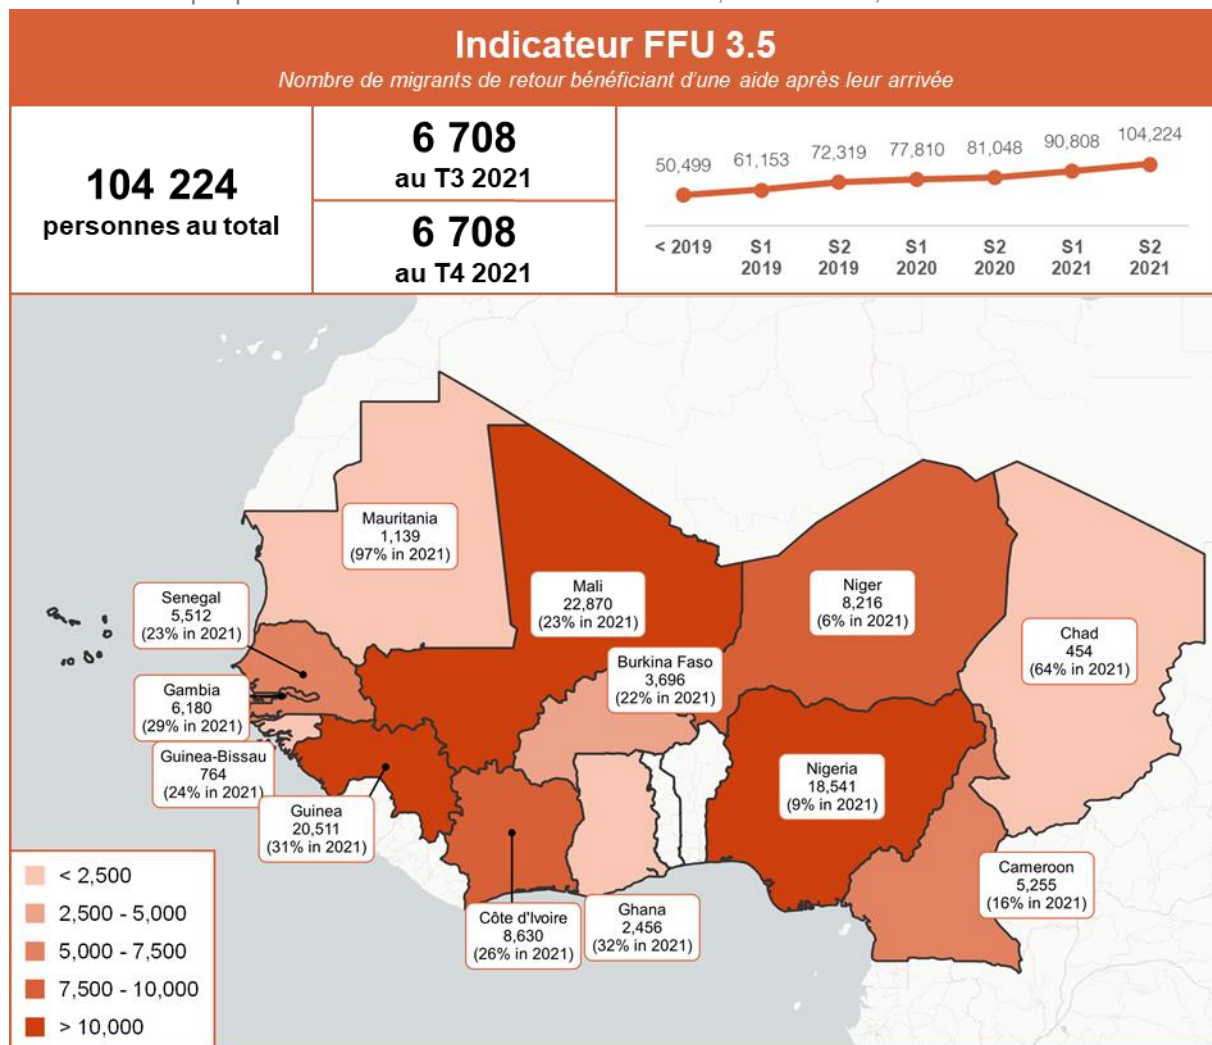 Indicateur FFU 3.5
Nombre de migrants de retour bénéficiant d'une aide après leur arrivée
104 224
personnes au total
6 708
au T3 2021
6 708
au T4 2021
50,499
61,153
72,319
77,810
81,048
90,808
104,224
< 2019
S1
2019
S2
2019
S1
2020
S2
2020
S1
2021
S2
2021
Mauritania
1,139
(97% in 2021)
Mali
22,870
(23% in 2021)
Niger
8,216
(6% in 2021)
Chad
454
(64% in 2021)
Senegal
5,512
(23% in 2021)
Burkina Faso
3,696
(22% in 2021)
Gambia
6,180
(29% in 2021)
Guinea-Bissau
764
(24% in 2021)
Guinea
20,511
(31% in 2021)
Nigeria
18,541
(9% in 2021)
Cameroon
5,255
(16% in 2021)
Côte d'Ivoire
8,630
(26% in 2021)
Ghana
2,456
(32% in 2021)
< 2,500
2,500 - 5,000
5,000 - 7,500
7,500 - 10,000
> 10,000